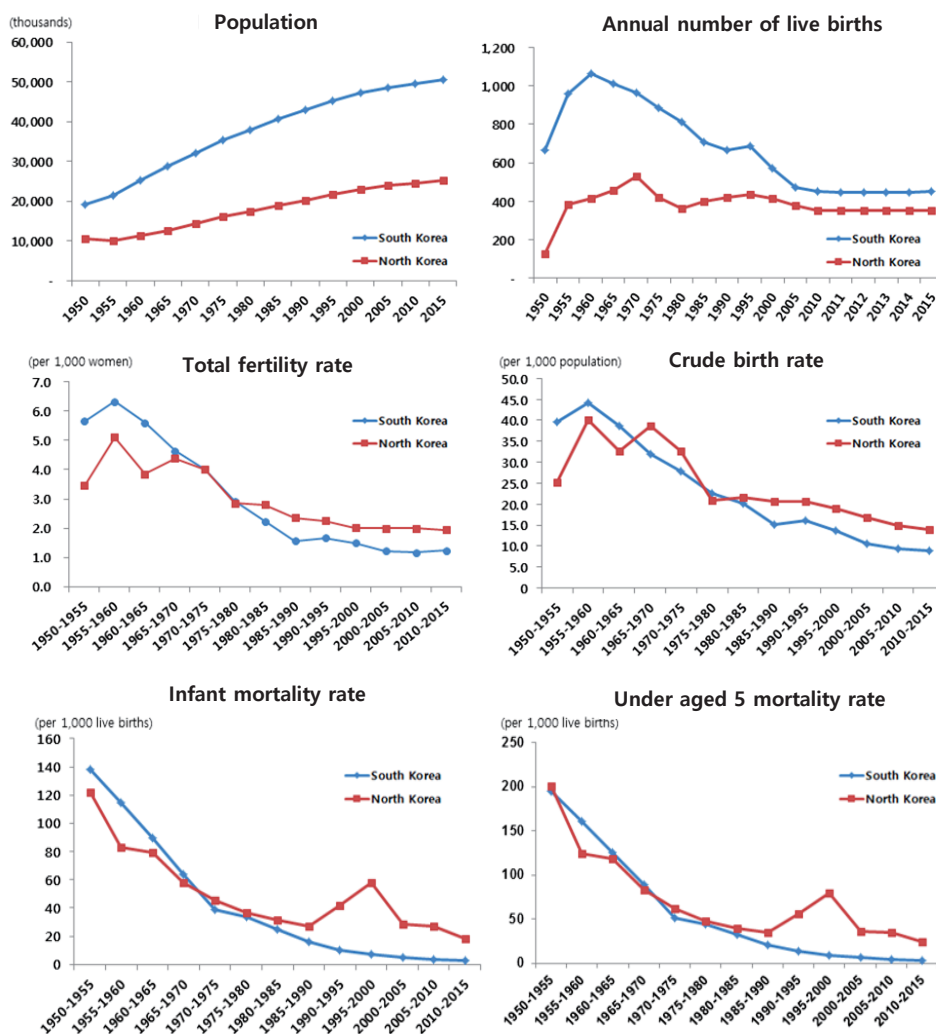 Population
(thousands)
60,000
50,000
40,000
30,000
20,000
10,000
-
South Korea
North Korea
1950 1955 1960 1965 1970 1975 1980 1985 1990 1995 2000 2005 2010 2015
Annual number of live births
1,200
1,000
800
600
400
200
-
South Korea
North Korea
1950 1955 1960 1965 1970 1975 1980 1985 1990 1995 2000 2005 2010 2011 2012 2013 2014 2015
Total fertility rate
(per 1,000 women)
7.0
6.0
5.0
4.0
3.0
2.0
1.0
0.0
South Korea
North Korea
1950-1955 1955-1960 1960-1965 1965-1970 1970-1975 1975-1980 1980-1985 1985-1990 1990-1995 1995-2000 2000-2005 2005-2010 2010-2015
Crude birth rate
(per 1,000 population)
50.0
45.0
40.0
35.0
30.0
25.0
20.0
15.0
10.0
5.0
0
South Korea
North Korea
1950-1955 1955-1960 1960-1965 1965-1970 1970-1975 1975-1980 1980-1985 1985-1990 1990-1995 1995-2000 2000-2005 2005-2010 2010-2015
Infant mortality rate
(per 1,000 live births)
160
140
120
100
80
60
40
20
0
South Korea
North Korea
1950-1955 1955-1960 1960-1965 1965-1970 1970-1975 1975-1980 1980-1985 1985-1990 1990-1995 1995-2000 2000-2005 2005-2010 2010-2015
Under aged 5 mortality rate
(per 1,000 live births)
250
200
150
100
50
0
South Korea
North Korea
1950-1955 1955-1960 1960-1965 1965-1970 1970-1975 1975-1980 1980-1985 1985-1990 1990-1995 1995-2000 2000-2005 2005-2010 2010-2015